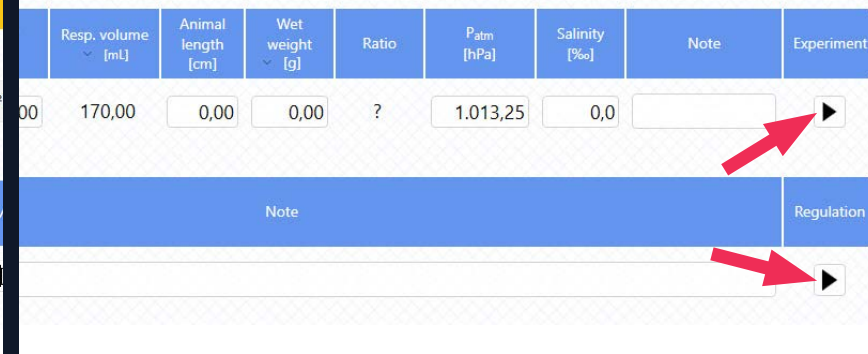 Resp. volume [mL]
Animal length [cm]
Wet weight [g]
Ratio
Patm [hPa]
Salinity [‰]
Note
Experiment
00
170,00
0,00
0,00
?
1.013,25
0,0
Note
Regulation